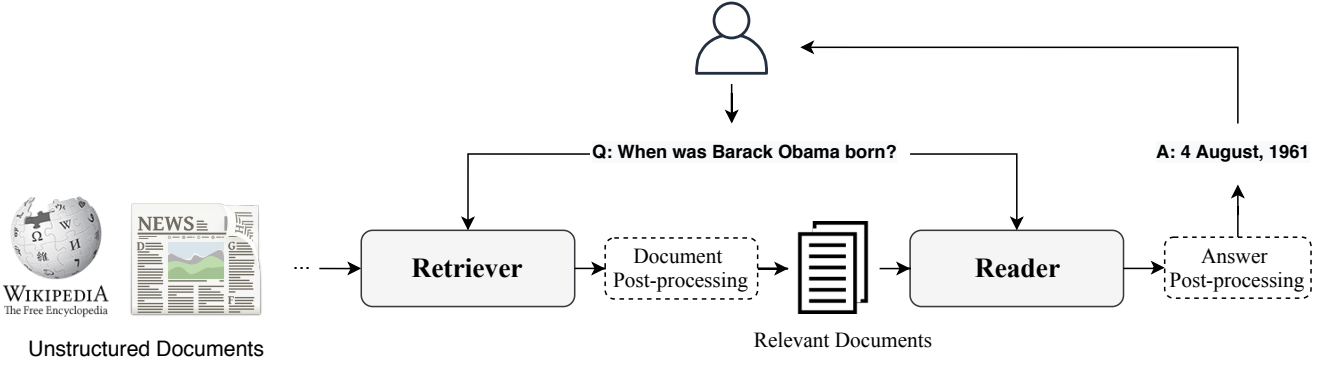 Q: When was Barack Obama born?
A: 4 August, 1961
NEWS
D
G
F
Ω
W
И
WIKIPEDIA
The Free Encyclopedia
Unstructured Documents
...
Retriever
Document
Post-processing
Relevant Documents
Reader
Answer
Post-processing